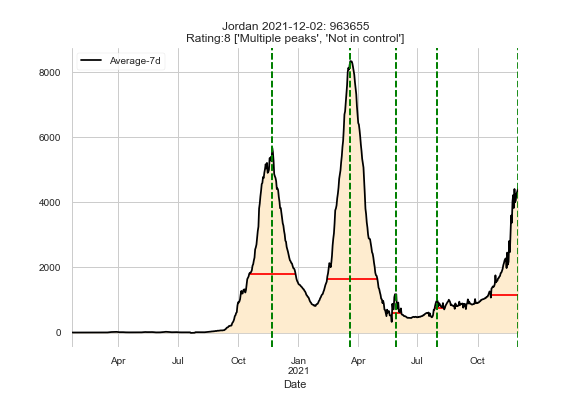 Jordan 2021-12-02: 963655
Rating:8 ['Multiple peaks', 'Not in control']
Average-7d
8000
6000
4000
2000
0
Apr Jul Oct Jan Apr Jul Oct
2021
Date